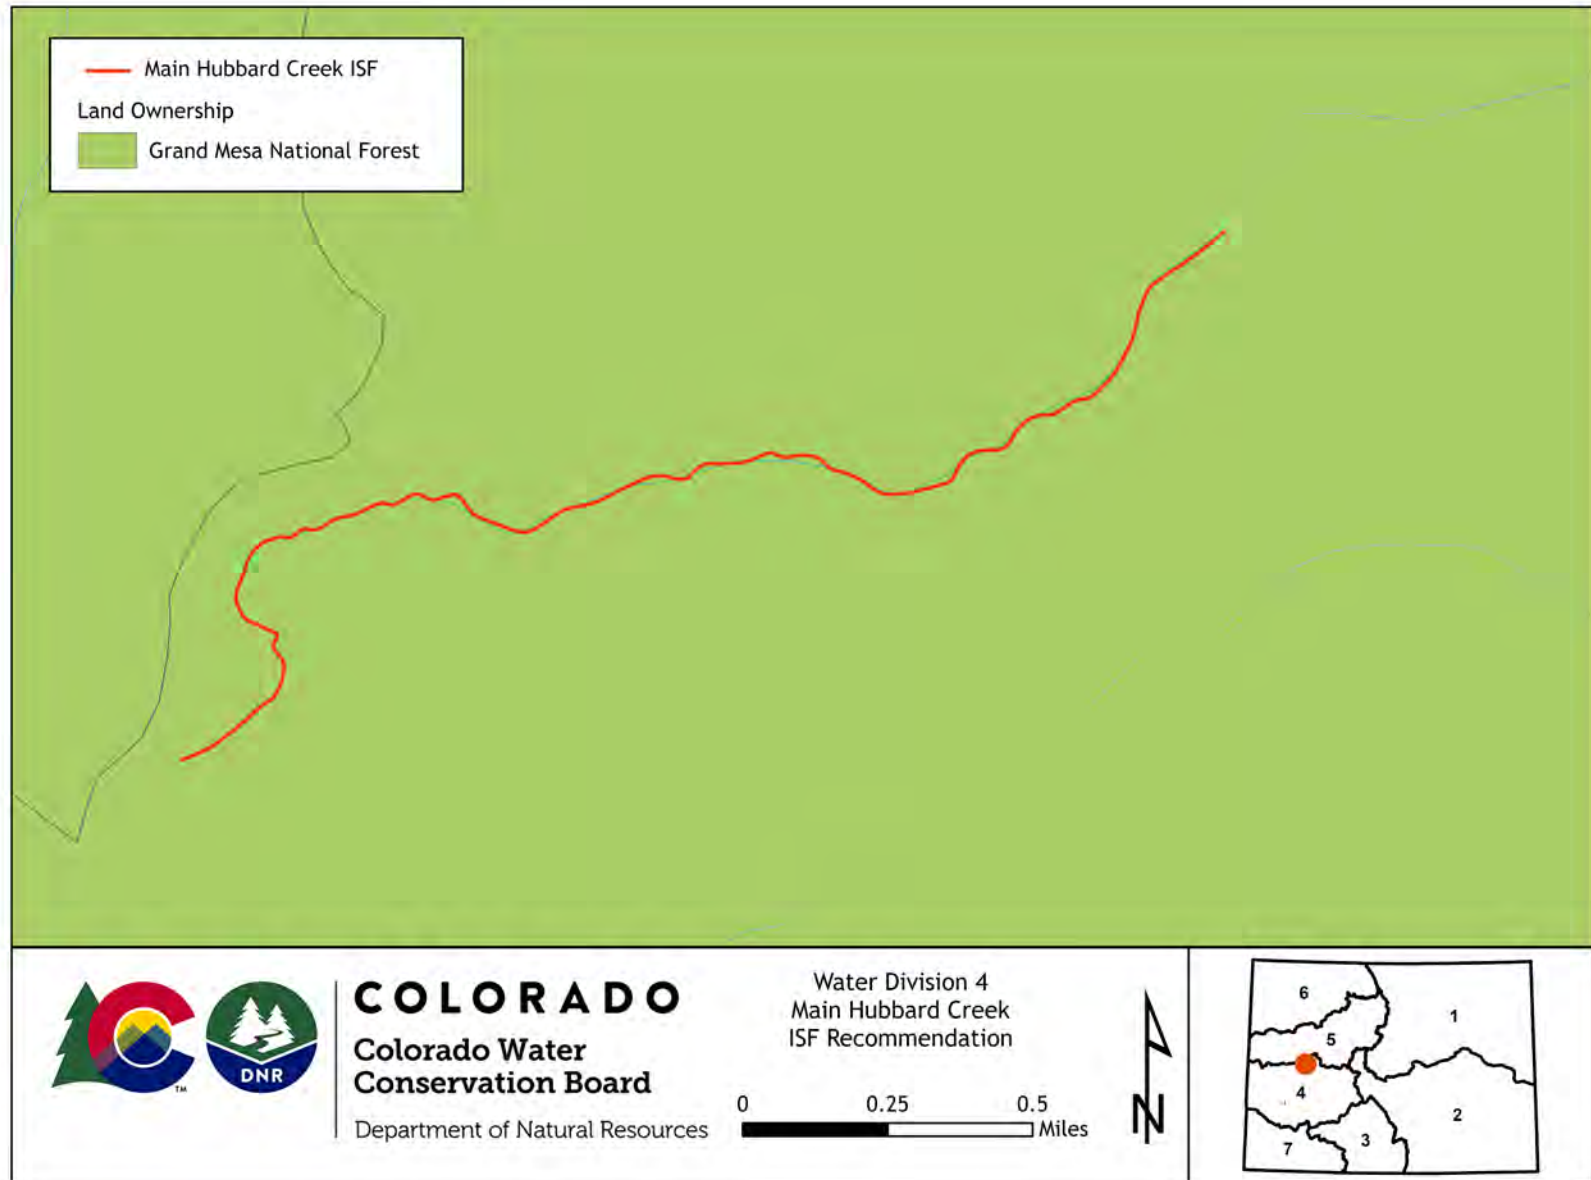 Main Hubbard Creek ISF
Land Ownership
Grand Mesa National Forest
TM
DNR
COLORADO
Colorado Water
Conservation Board
Department of Natural Resources
Water Division 4
Main Hubbard Creek
ISF Recommendation
0 0.25 0.5
Miles
N
6
1
5
4
2
3
7